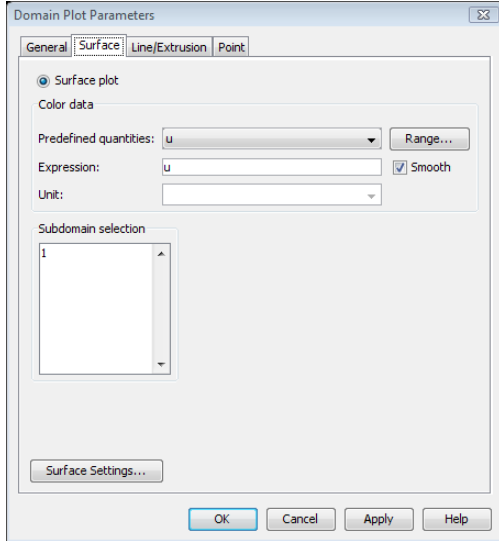 Domain Plot Parameters
General Surface Line/Extrusion Point
Surface plot
Color data
Predefined quantities: u Range...
Expression: u Smooth
Unit:
Subdomain selection
1
Surface Settings...
OK Cancel Apply Help